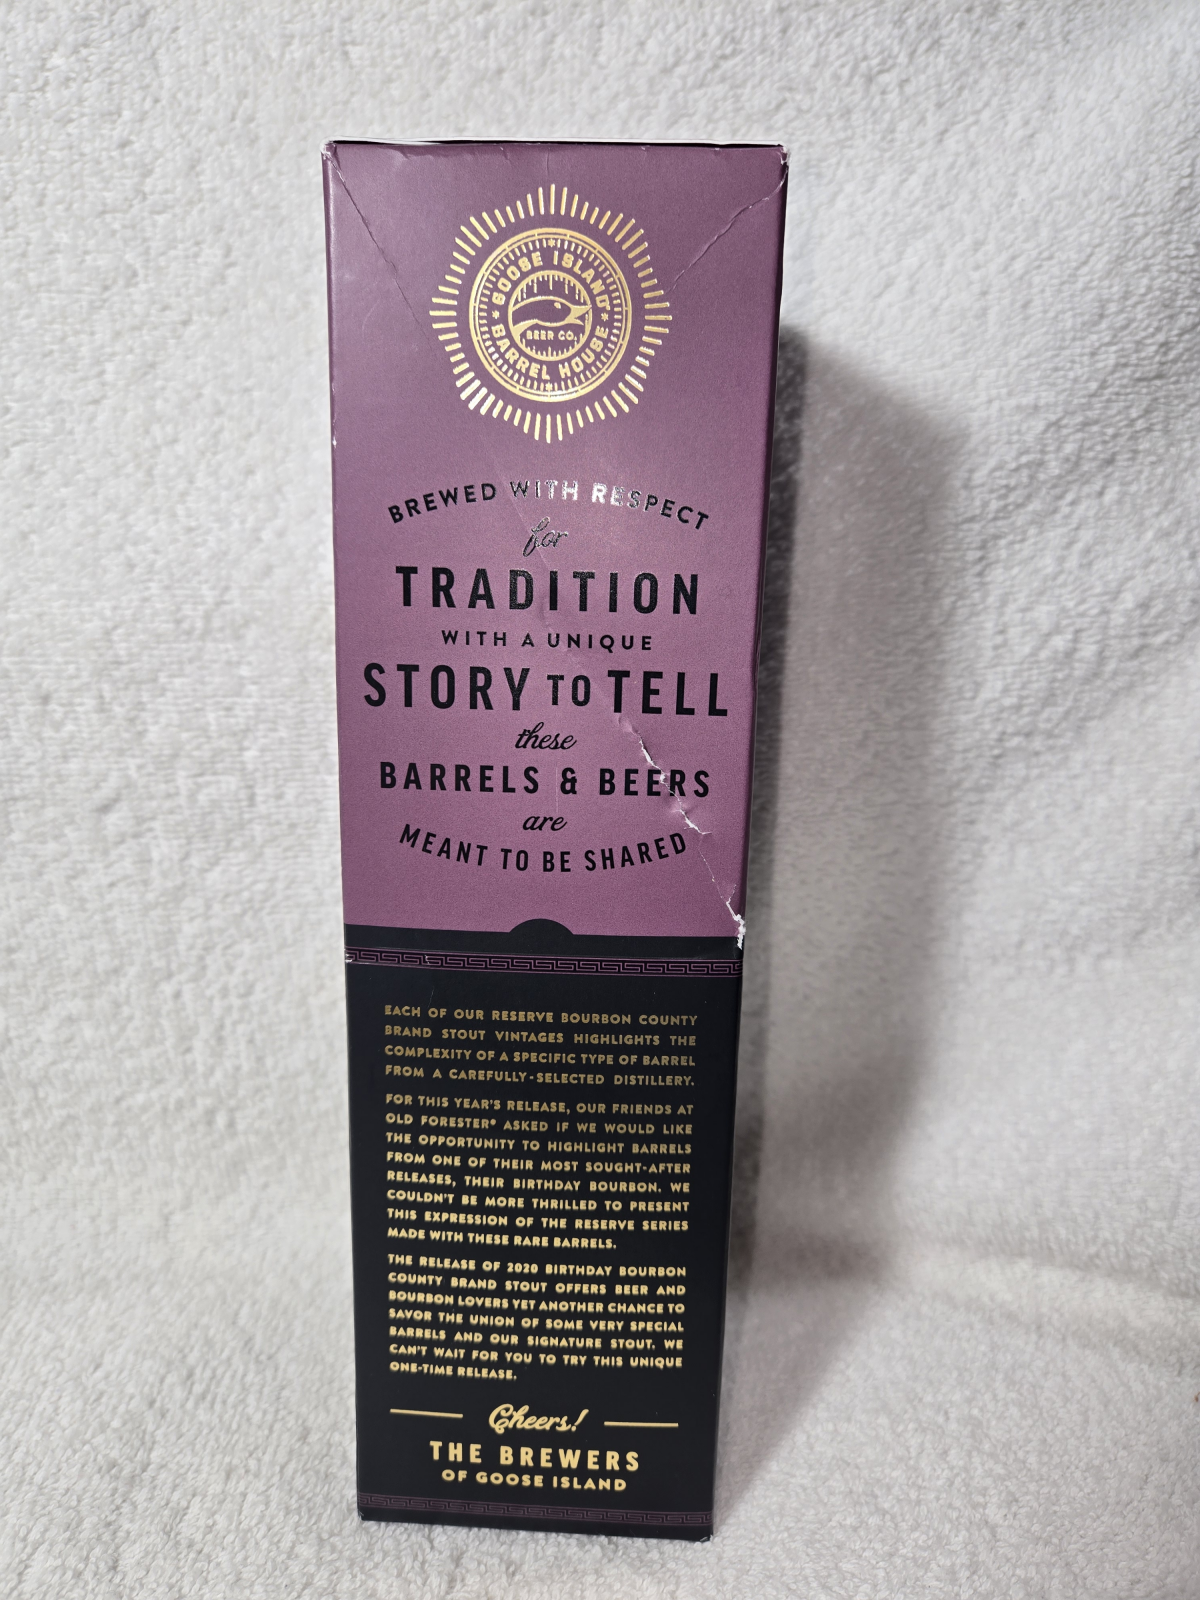 GOOSE ISLAND
BEER CO.
BARREL HOUSE
BREWED WITH RESPECT
for
TRADITION
WITH A UNIQUE
STORY TO TELL
these
BARRELS & BEERS
are
MEANT TO BE SHARED
EACH OF OUR RESERVE BOURBON COUNTY
BRAND STOUT VINTAGES HIGHLIGHTS THE
COMPLEXITY OF A SPECIFIC TYPE OF BARREL
FROM A CAREFULLY-SELECTED DISTILLERY.
FOR THIS YEAR'S RELEASE, OUR FRIENDS AT
OLD FORESTER® ASKED IF WE WOULD LIKE
THE OPPORTUNITY TO HIGHLIGHT BARRELS
FROM ONE OF THEIR MOST SOUGHT-AFTER
RELEASES, THEIR BIRTHDAY BOURBON. WE
COULDN'T BE MORE THRILLED TO PRESENT
THIS EXPRESSION OF THE RESERVE SERIES
MADE WITH THESE RARE BARRELS.
THE RELEASE OF 2020 BIRTHDAY BOURBON
COUNTY BRAND STOUT OFFERS BEER AND
BOURBON LOVERS YET ANOTHER CHANCE TO
SAVOR THE UNION OF SOME VERY SPECIAL
BARRELS AND OUR SIGNATURE STOUT. WE
CAN'T WAIT FOR YOU TO TRY THIS UNIQUE
ONE-TIME RELEASE.
Cheers!
THE BREWERS
OF GOOSE ISLAND